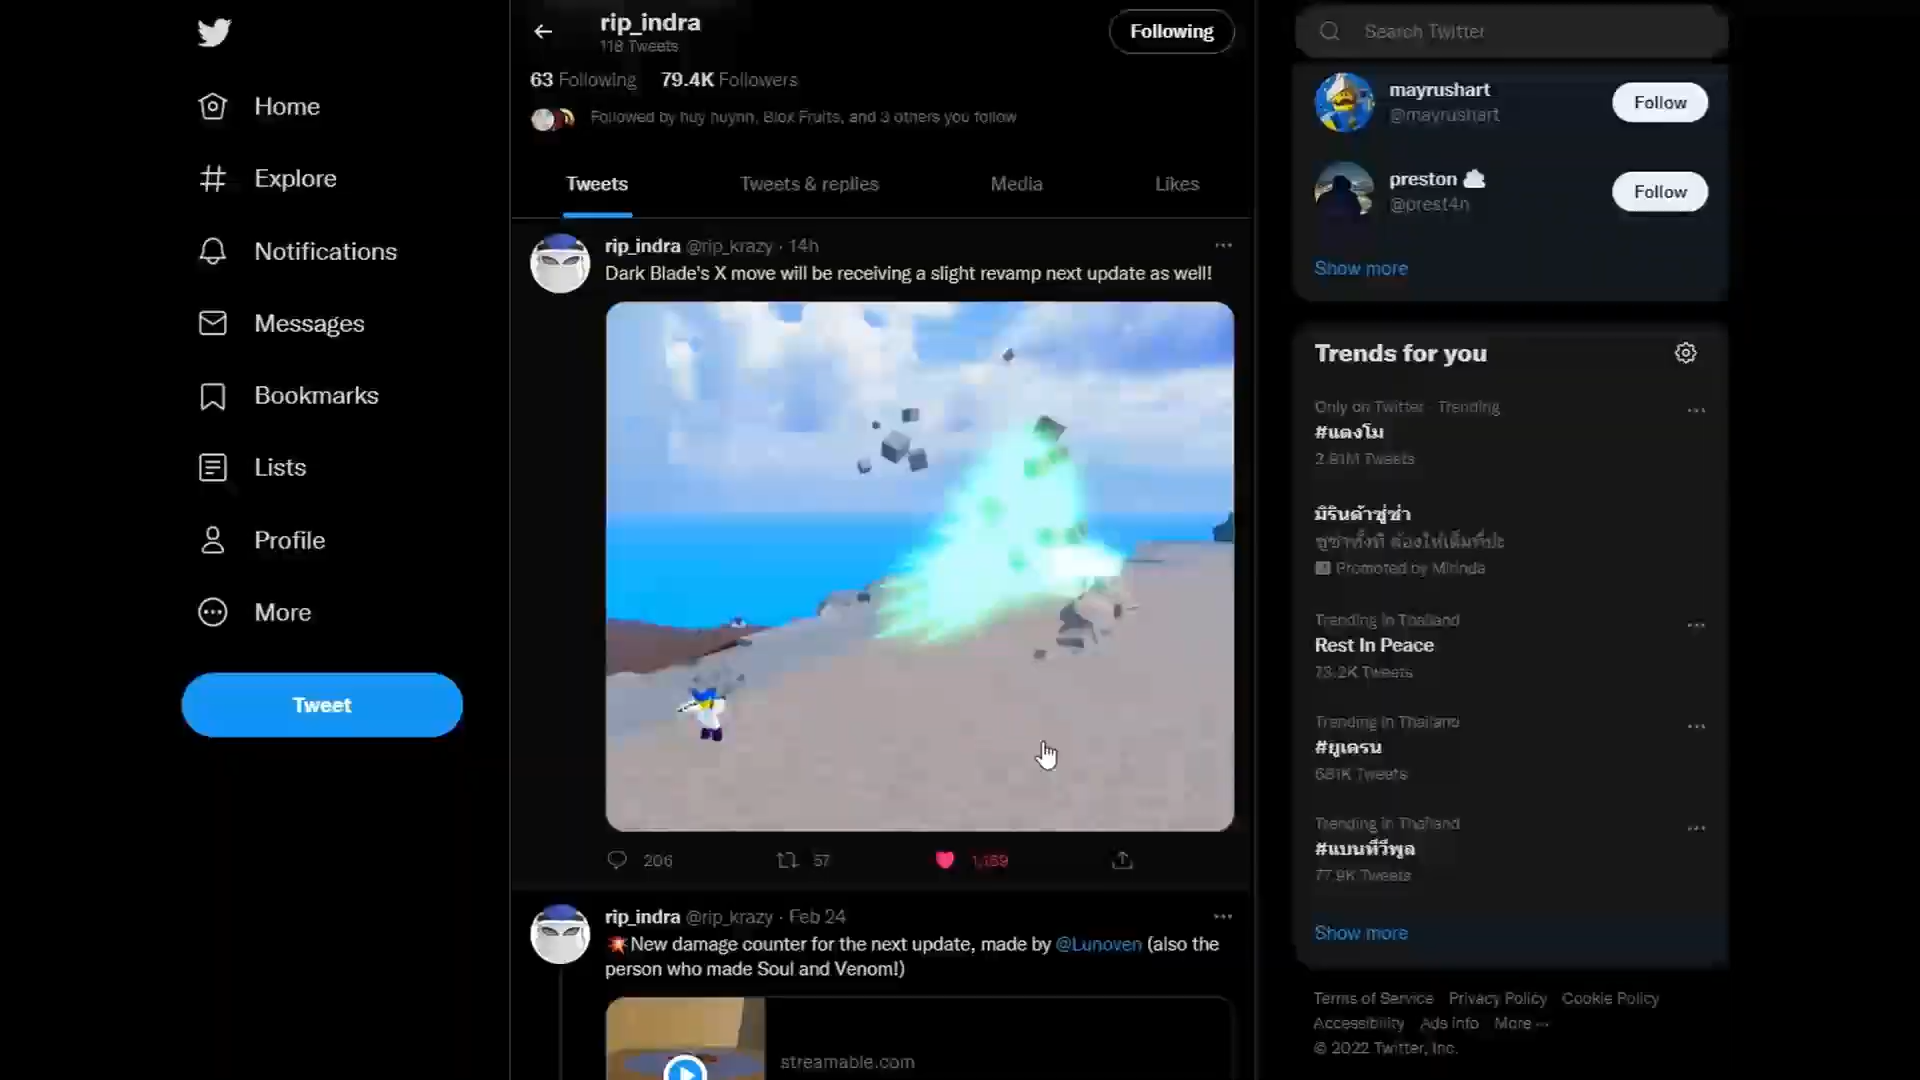 Home
Explore
Notifications
Messages
Bookmarks
Lists
Profile
More
Tweet
rip_indra
118 Tweets
Following
63 Following 79.4K Followers
Followed by huy huynn, Blox Fruits, and 3 others you follow
Tweets Tweets & replies Media Likes
rip_indra @rip_krazy · 14h
Dark Blade's X move will be receiving a slight revamp next update as well!
206 57 1,159
rip_indra @rip_krazy · Feb 24
💥New damage counter for the next update, made by @Lunoven (also the
person who made Soul and Venom!)
streamable.com
Search Twitter
mayrushart
@mayrushart
Follow
preston
@prest4n
Follow
Show more
Trends for you
Only on Twitter · Trending
#แตงโม
2.81M Tweets
มิรินด้าซู่ซ่า
Promoted by Mirinda
Trending in Thailand
Rest In Peace
73.2K Tweets
Trending in Thailand
#ยูเครน
681K Tweets
Trending in Thailand
#แบนทีวีพูล
77.9K Tweets
Show more
Terms of Service Privacy Policy Cookie Policy
Accessibility Ads info More ···
© 2022 Twitter, Inc.